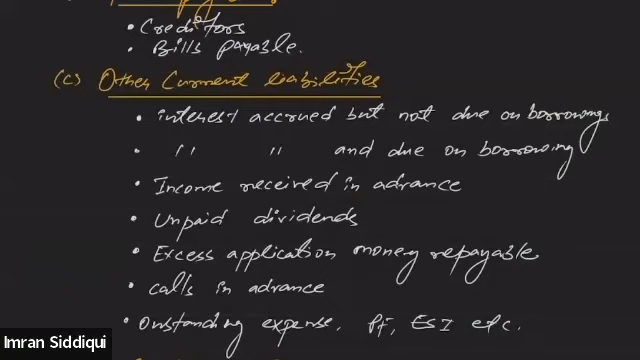 • Creditors
• Bills payable.
(c) Other Current liabilities
• interest accrued but not due on borrowings
• ,, ,, and due on borrowing
• Income received in advance
• Unpaid dividends
• Excess application money repayable
• Calls in advance
• Outstanding expense, Pf, ESI etc.
Imran Siddiqui